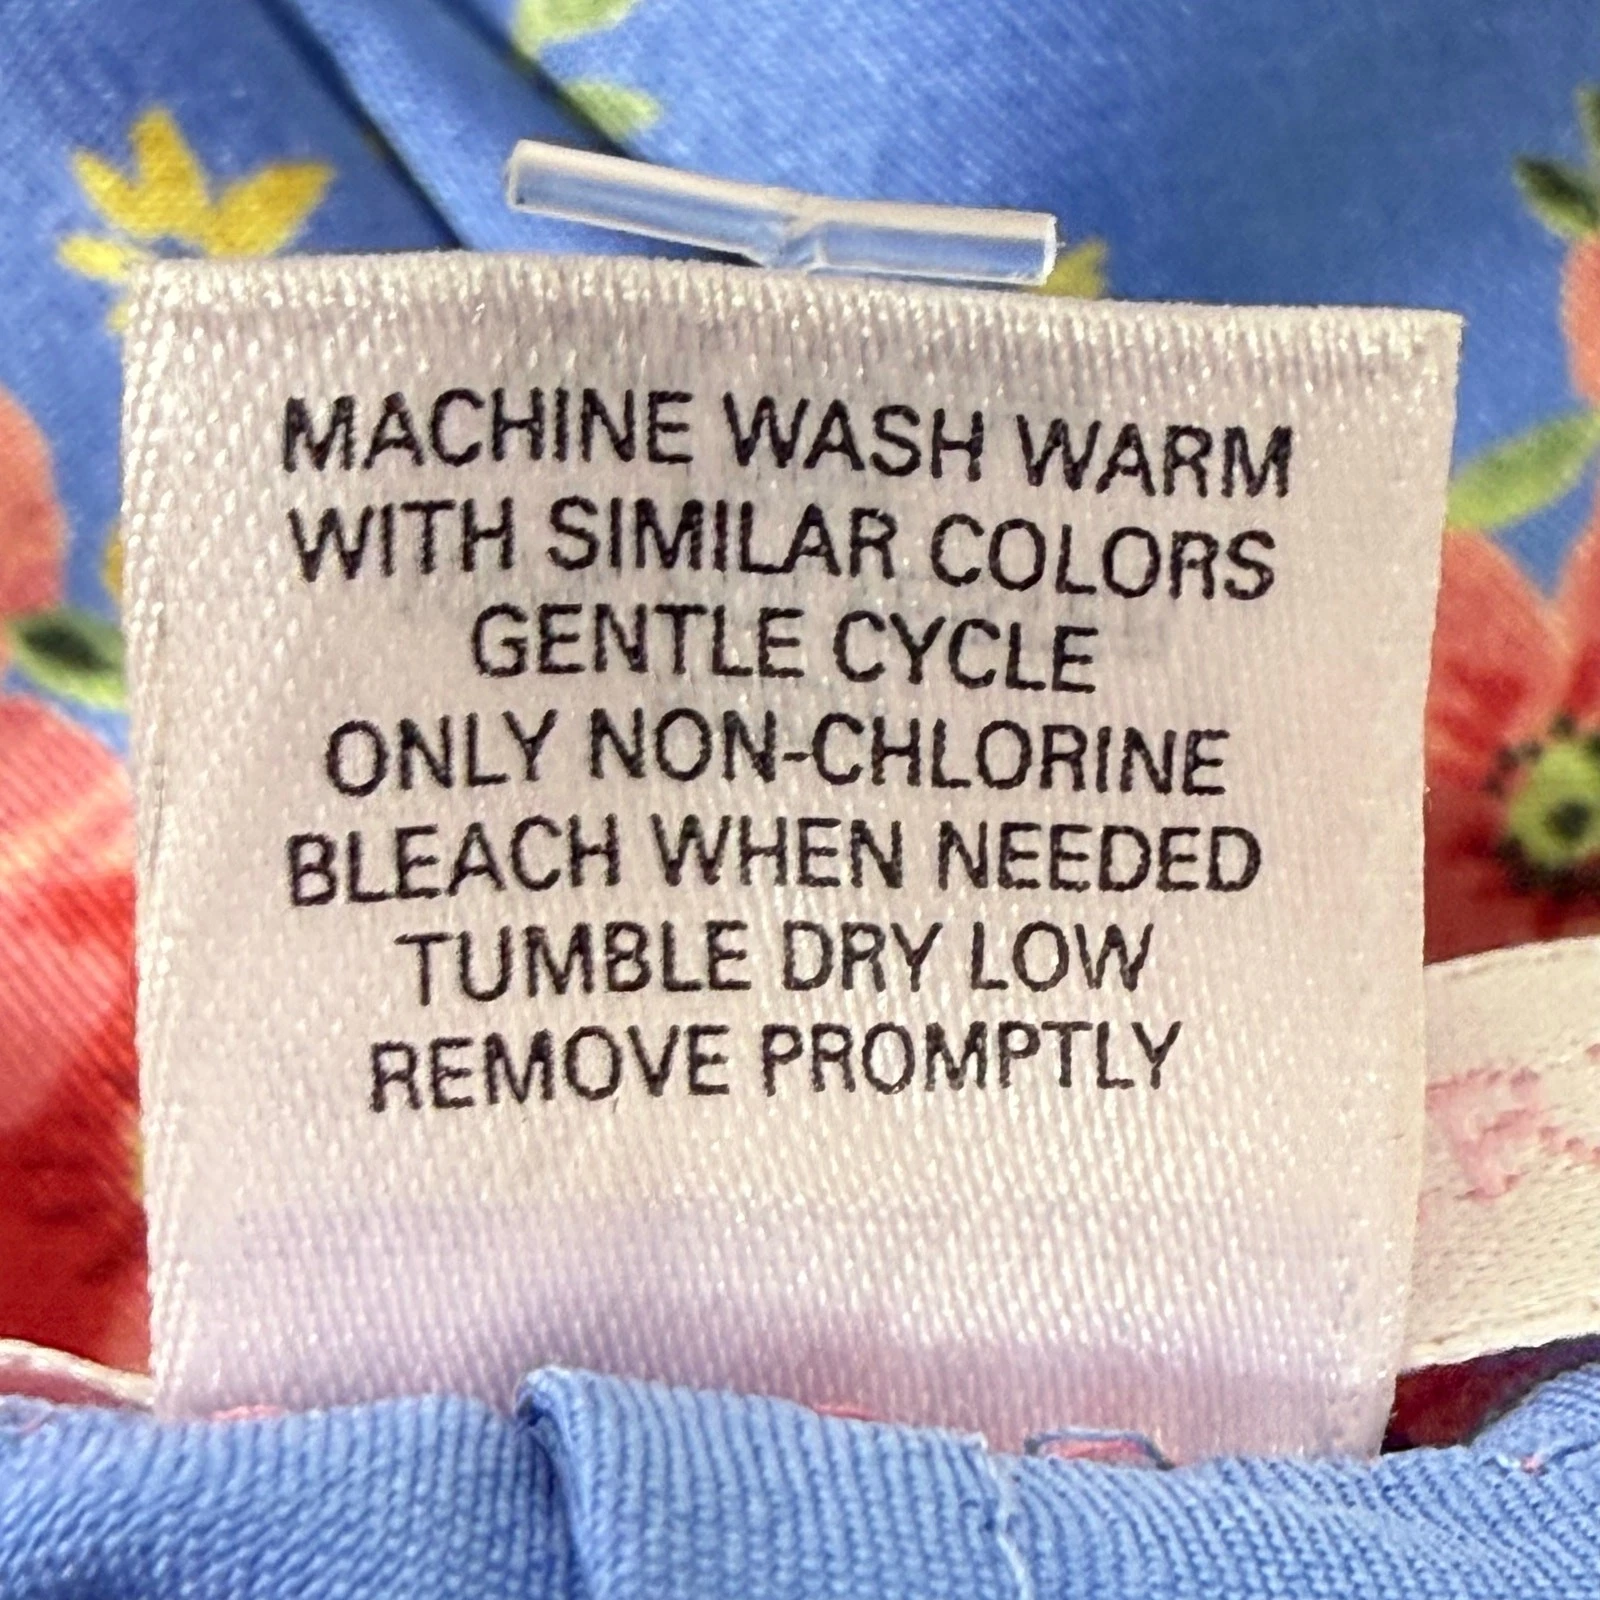 MACHINE WASH WARM
WITH SIMILAR COLORS
GENTLE CYCLE
ONLY NON-CHLORINE
BLEACH WHEN NEEDED
TUMBLE DRY LOW
REMOVE PROMPTLY